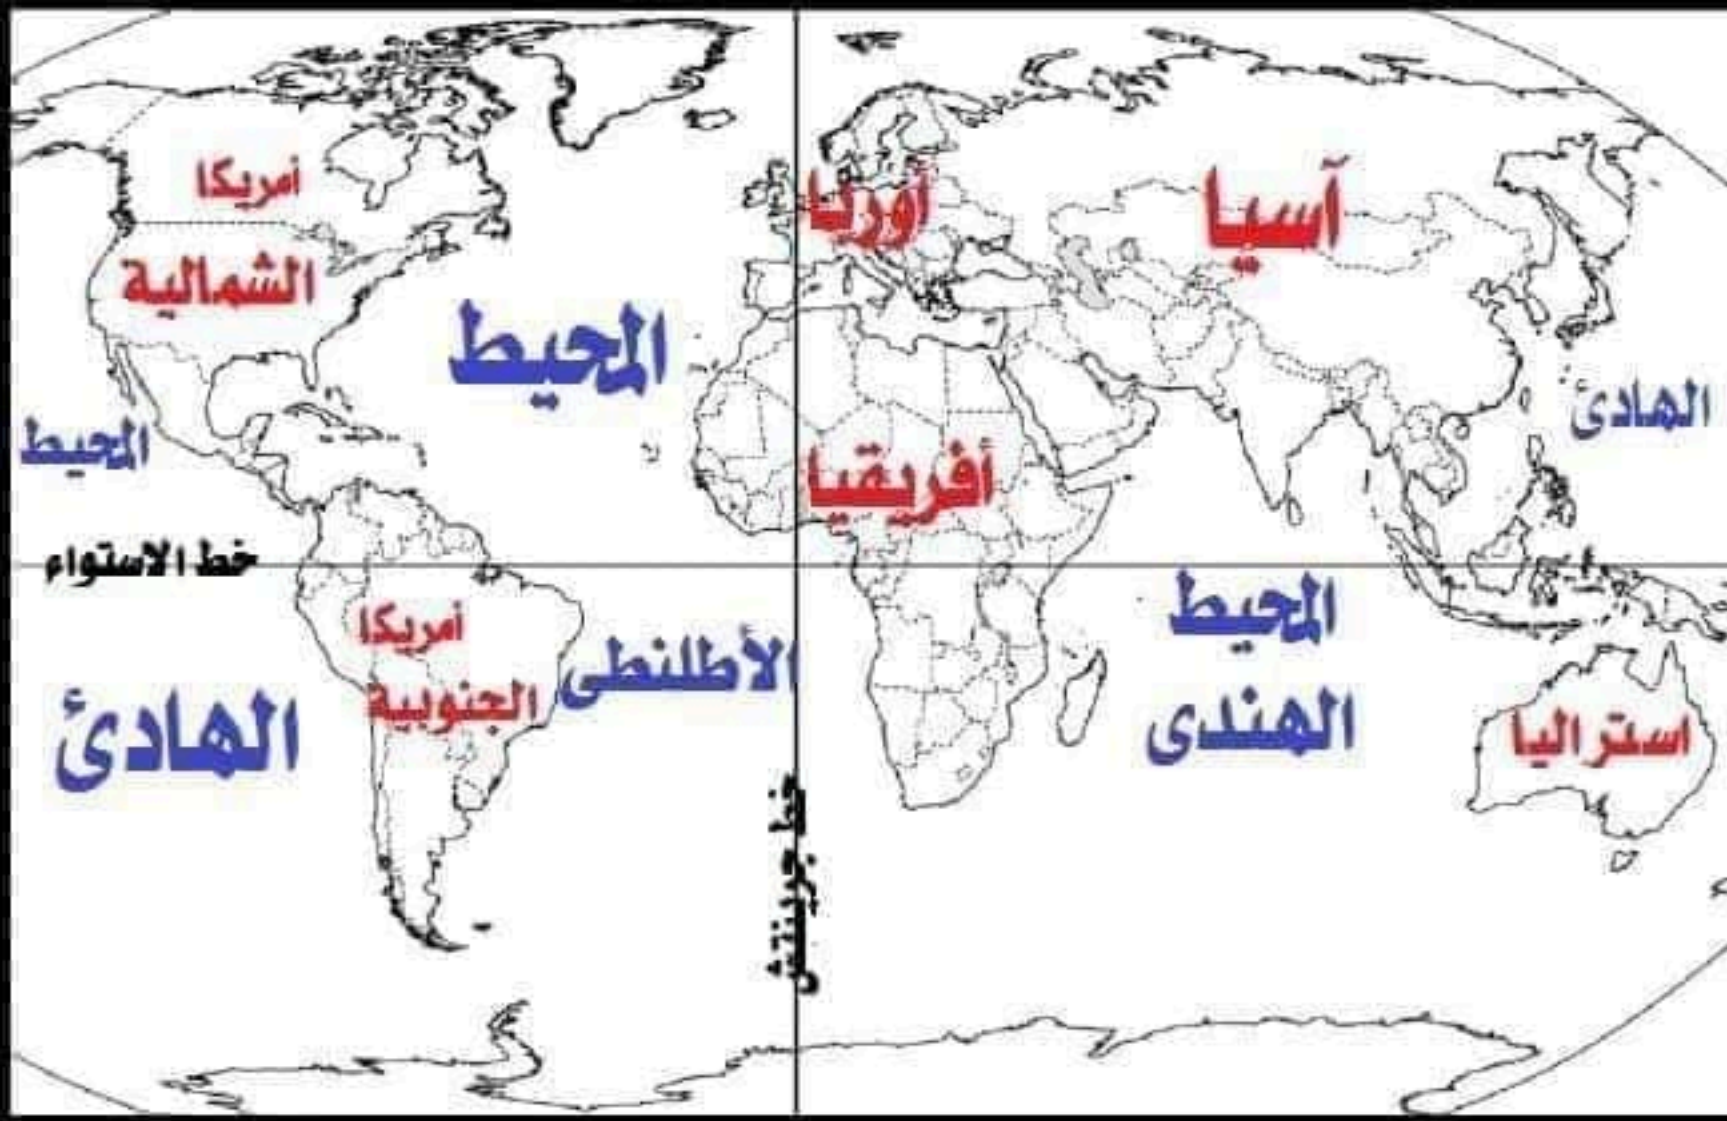 أمريكا
الشمالية
أوربا
آسيا
المحيط
المحيط
الهادئ
أفريقيا
خط الاستواء
أمريكا
الجنوبية
الأطلنطى
الهادئ
المحيط
الهندى
استراليا
خط جرينتش